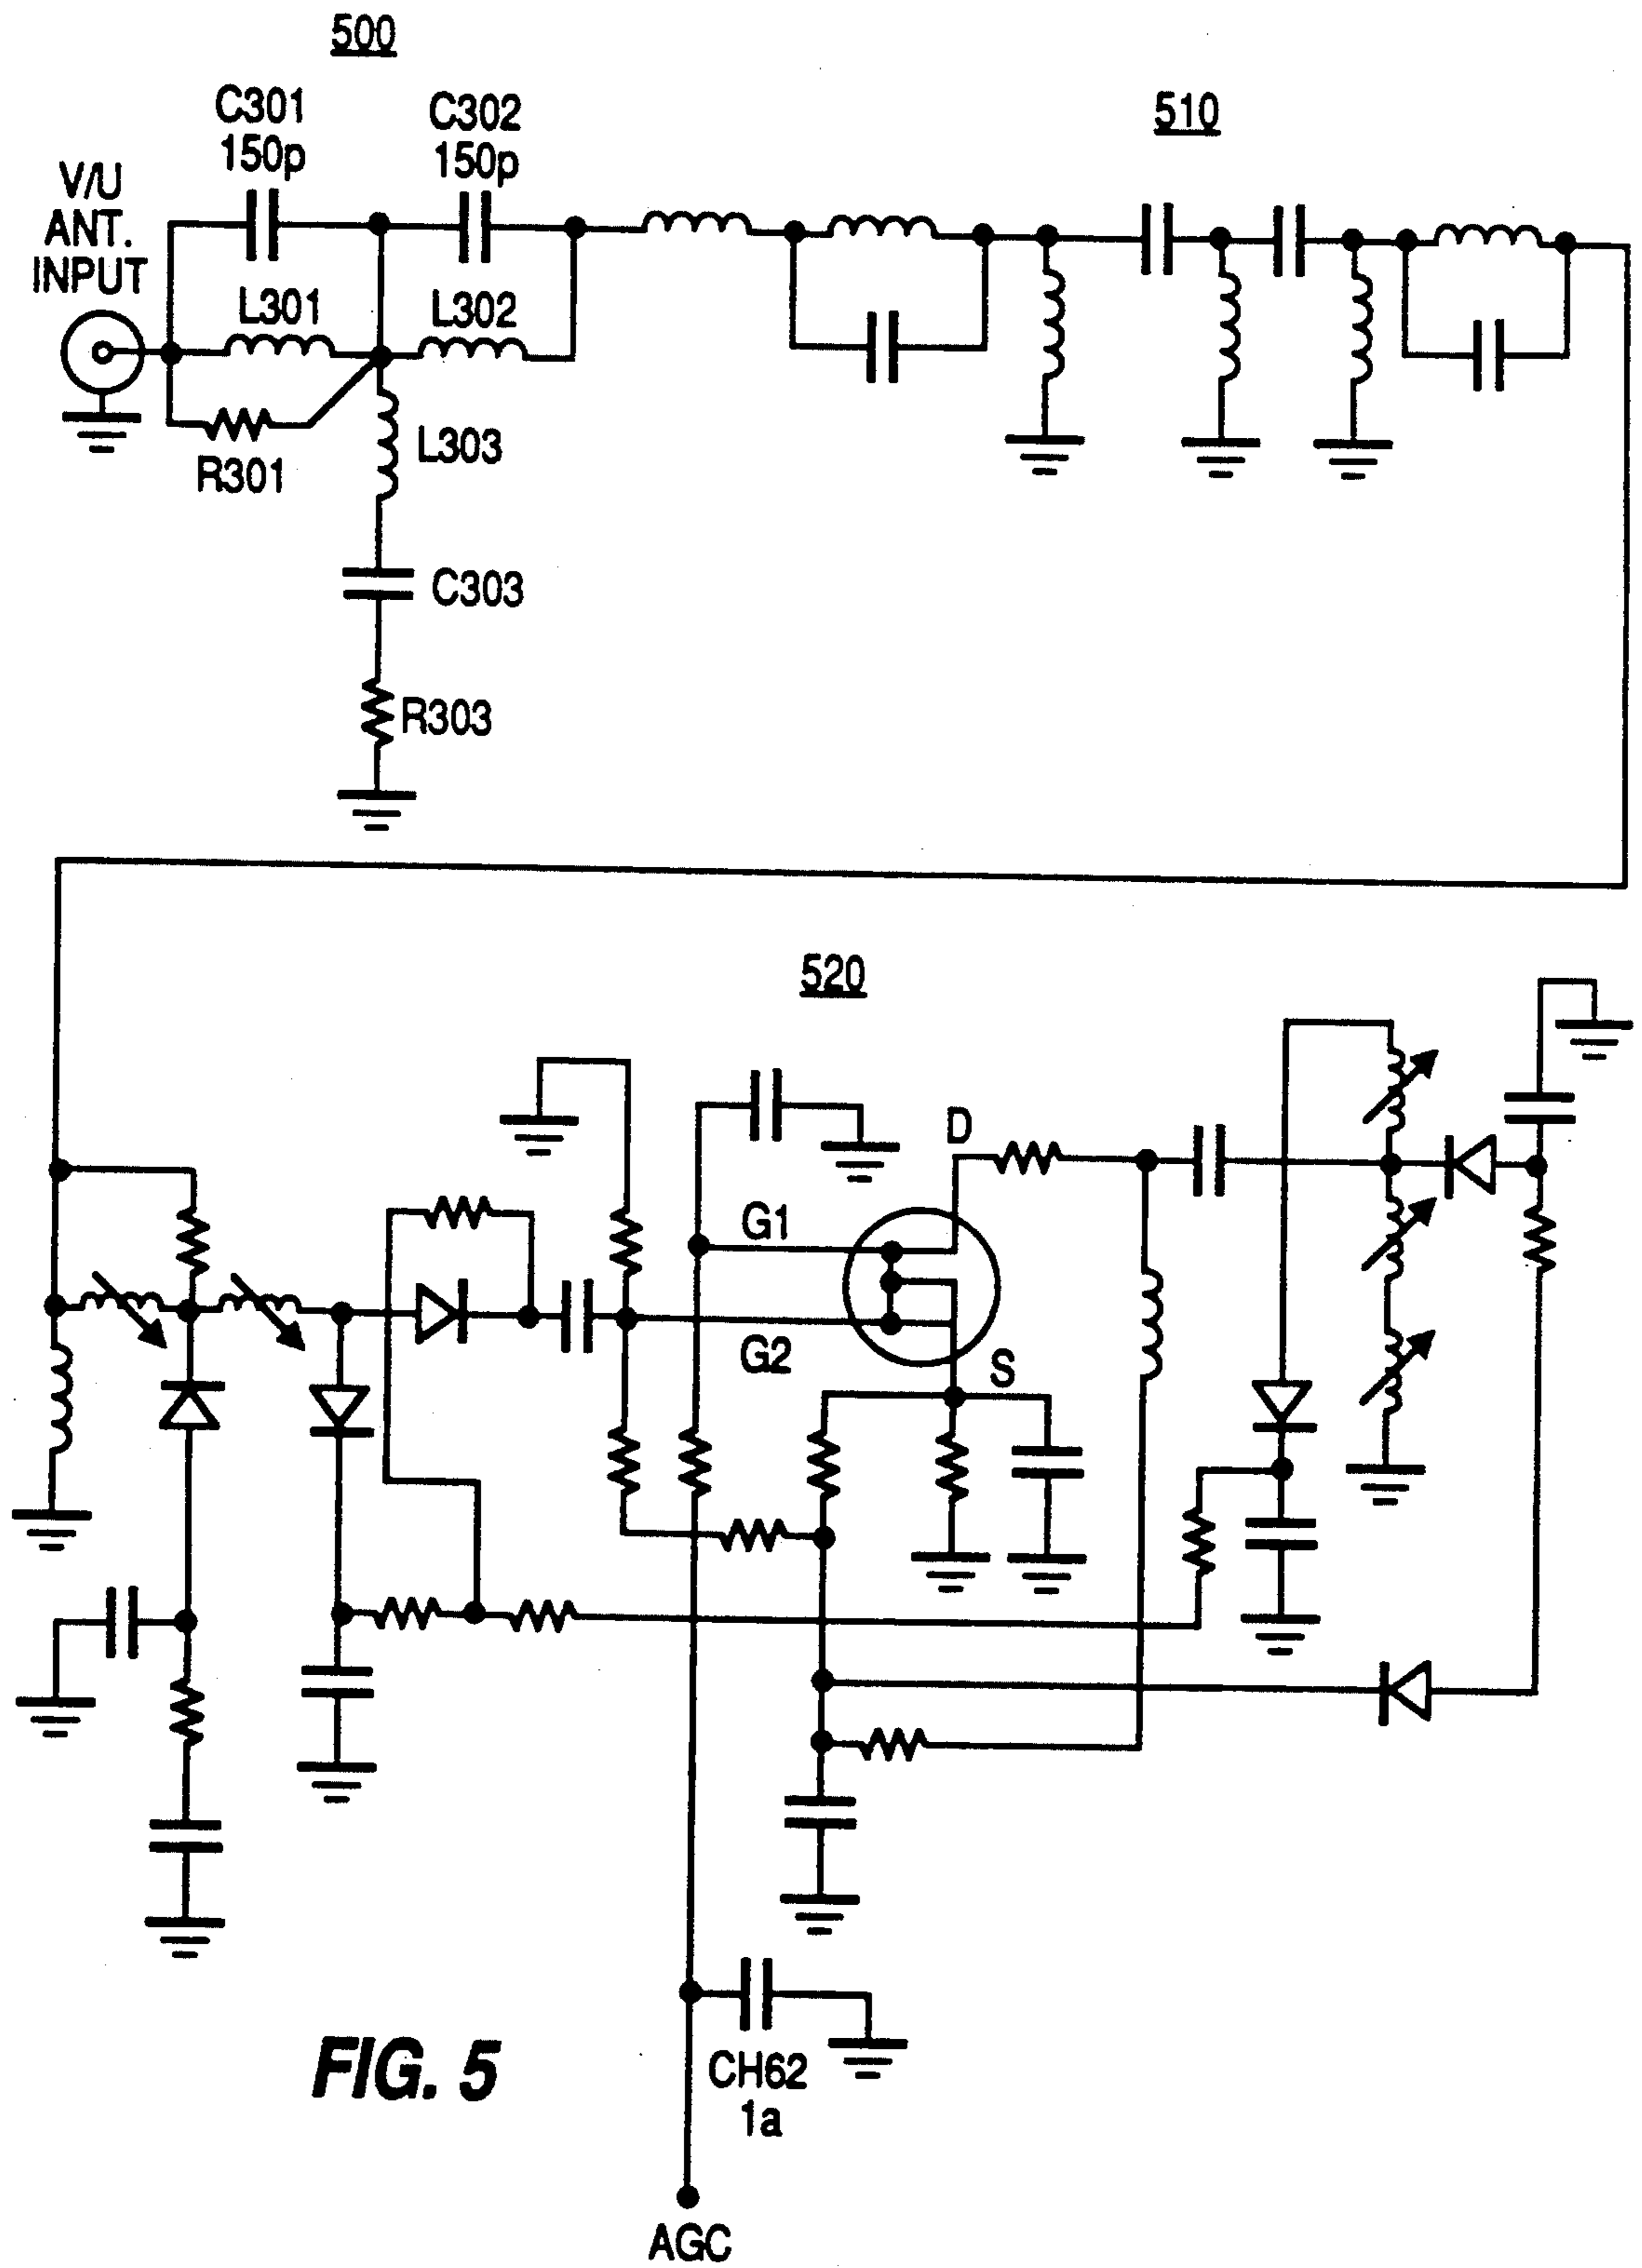 500
C301
150p
C302
150p
510
V/U
ANT.
INPUT
L301
L302
R301
L303
C303
R303
520
D
G1
G2
S
FIG. 5
CH62
1a
AGC